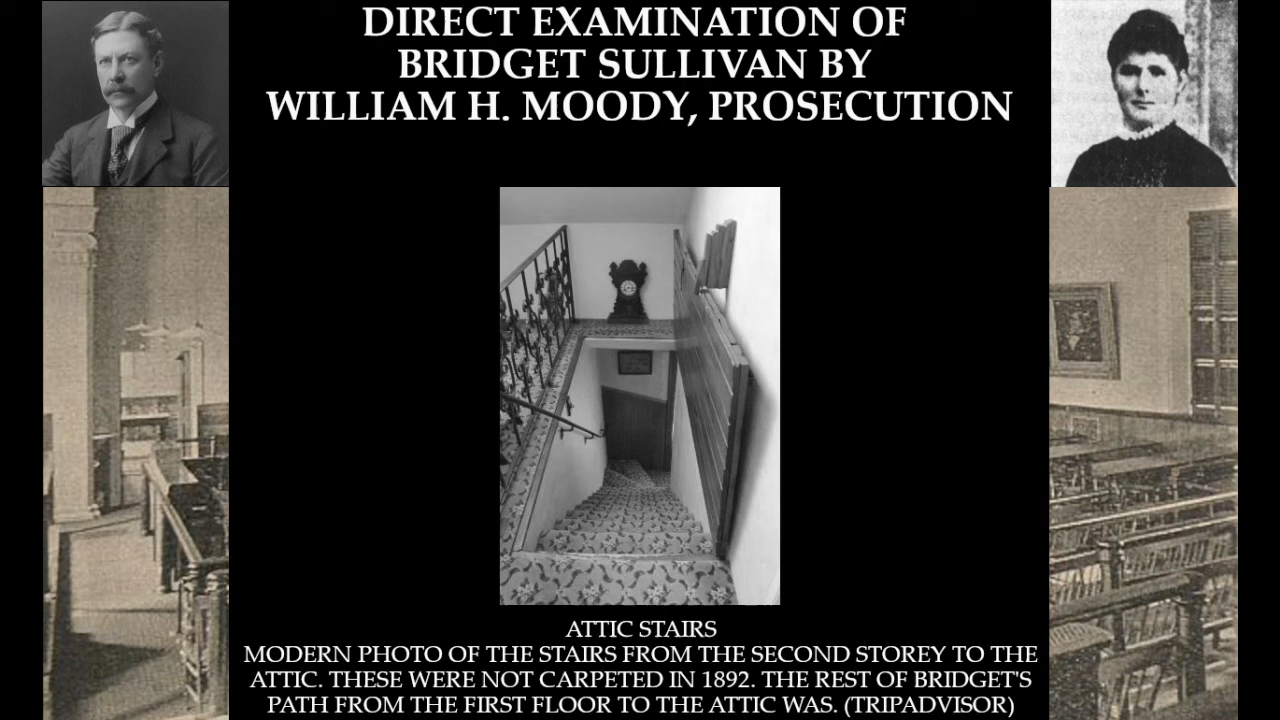 DIRECT EXAMINATION OF
BRIDGET SULLIVAN BY
WILLIAM H. MOODY, PROSECUTION
ATTIC STAIRS
MODERN PHOTO OF THE STAIRS FROM THE SECOND STOREY TO THE
ATTIC. THESE WERE NOT CARPETED IN 1892. THE REST OF BRIDGET'S
PATH FROM THE FIRST FLOOR TO THE ATTIC WAS. (TRIPADVISOR)